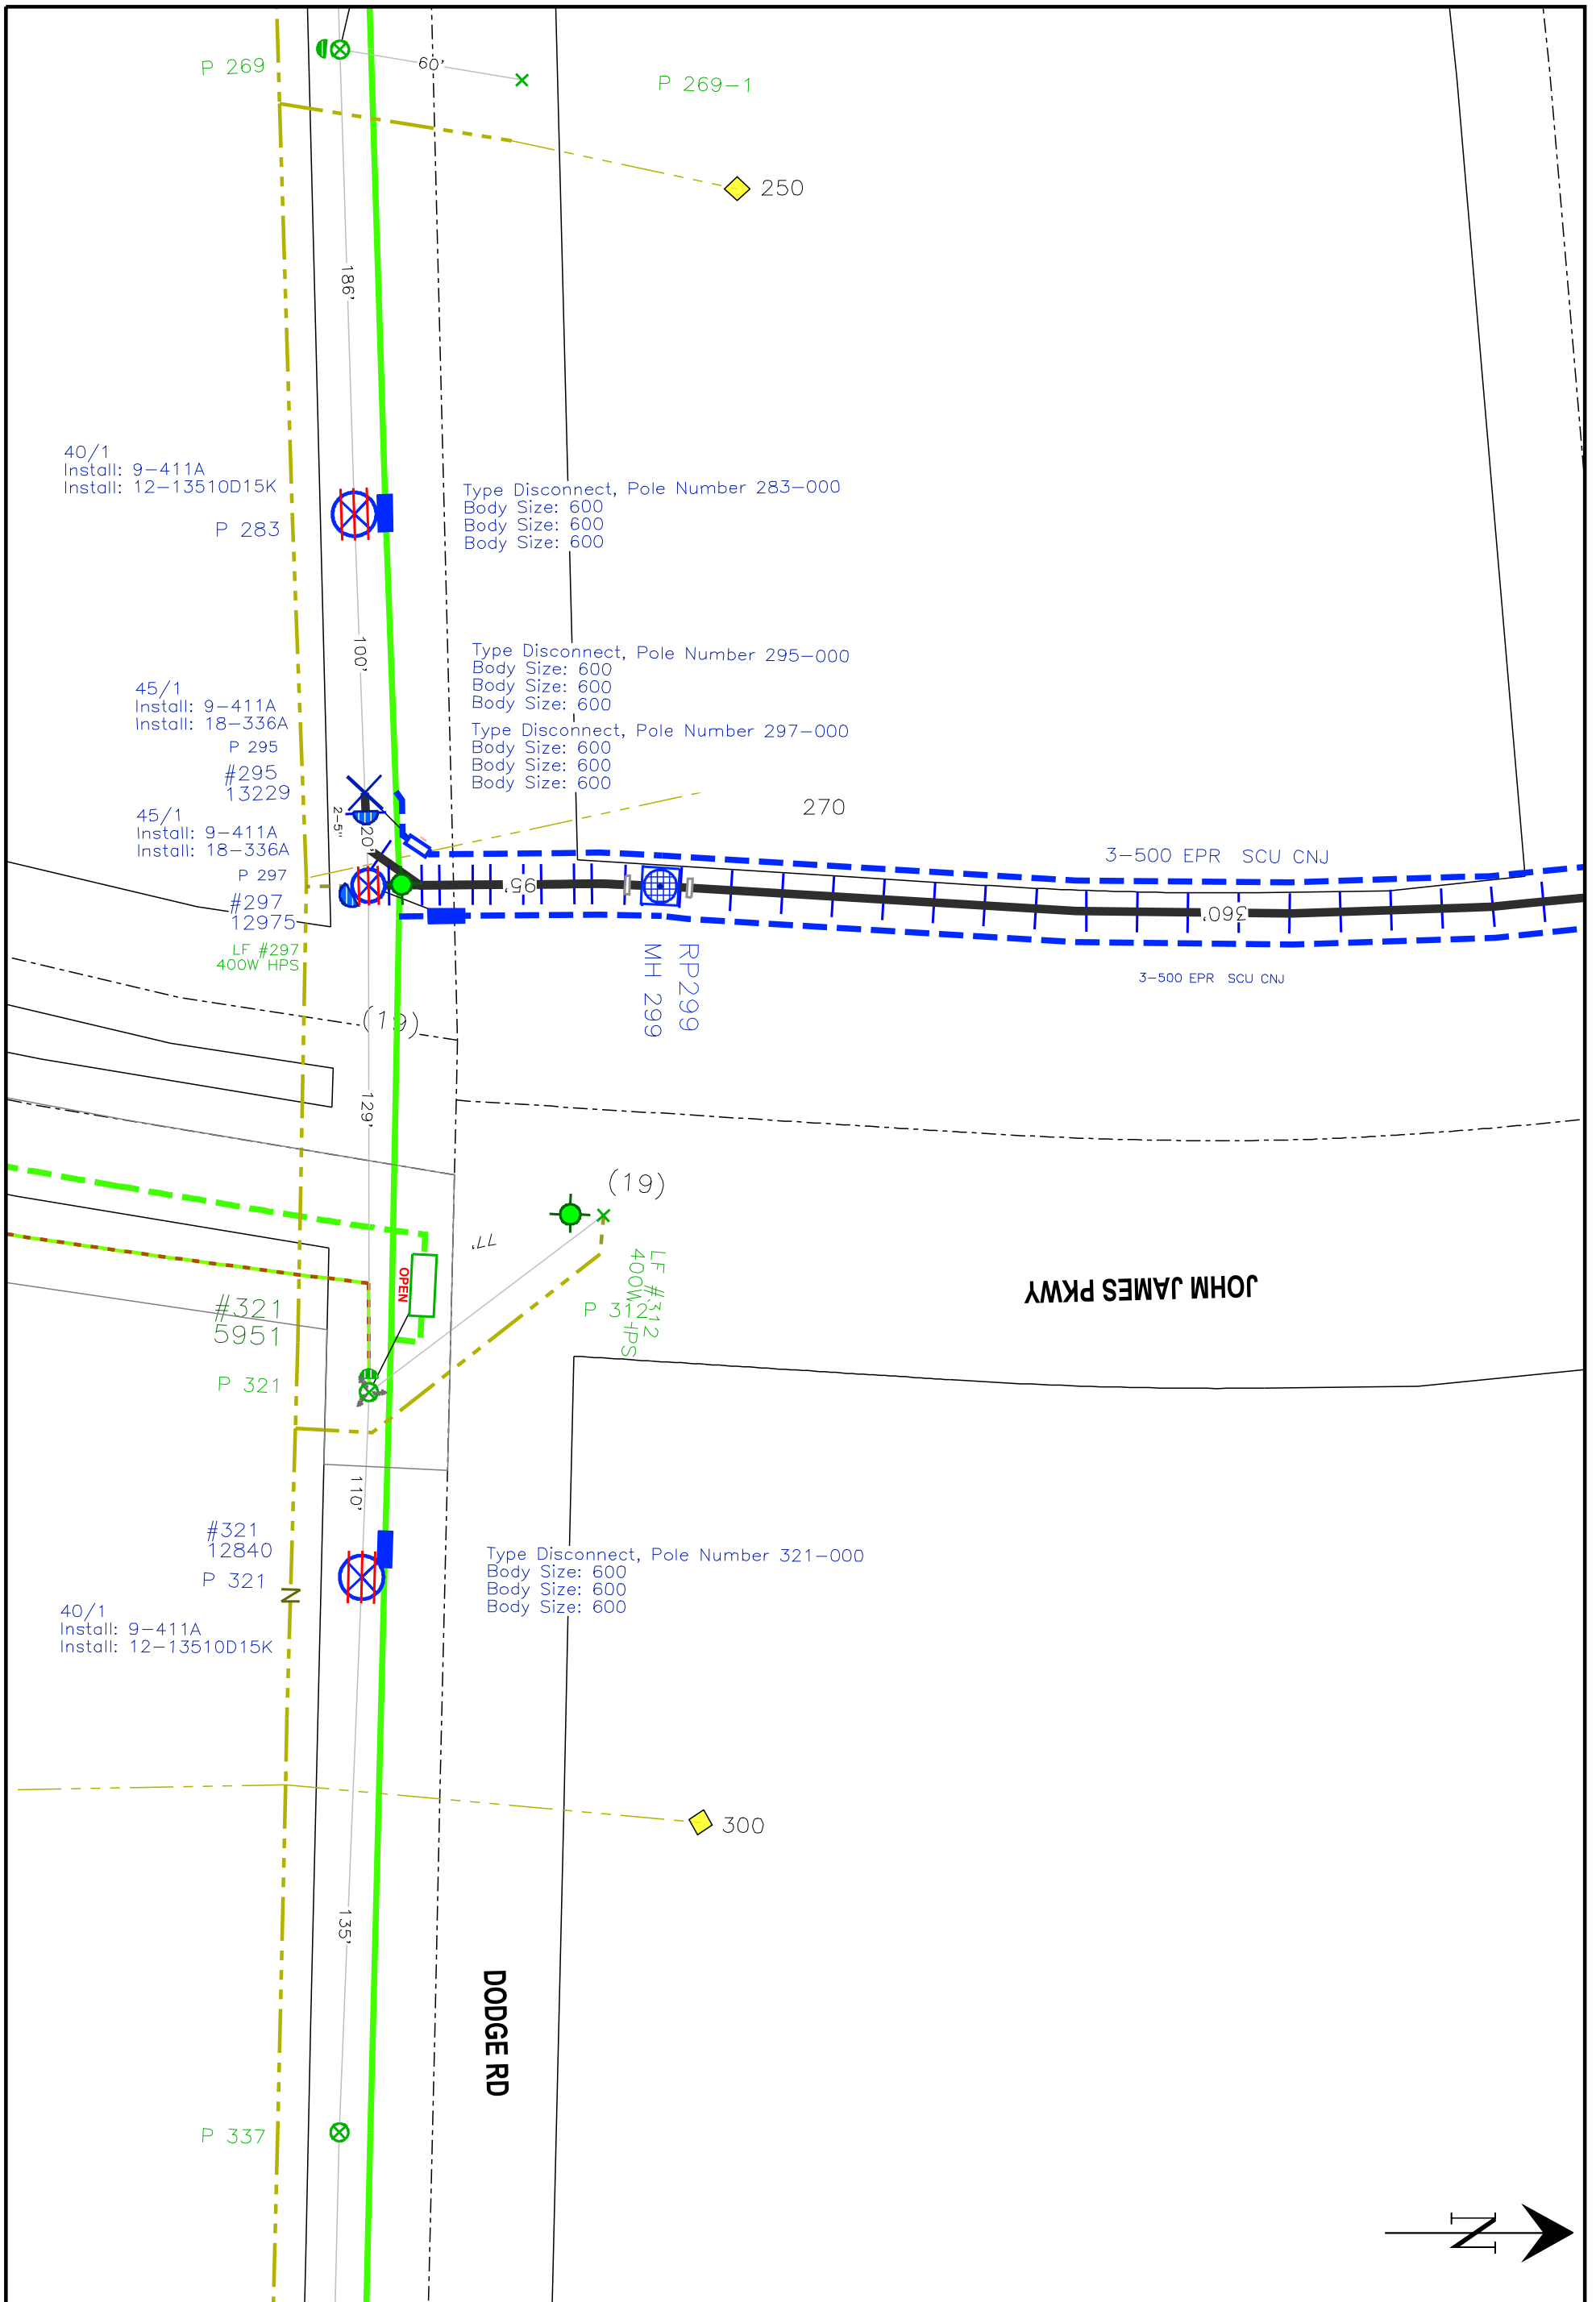 P 269
60'
P 269-1
250
186'
40/1
Install: 9-411A
Install: 12-13510D15K
P 283
Type Disconnect, Pole Number 283-000
Body Size: 600
Body Size: 600
Body Size: 600
100'
Type Disconnect, Pole Number 295-000
Body Size: 600
Body Size: 600
Body Size: 600
45/1
Install: 9-411A
Install: 18-336A
P 295
#295
13229
Type Disconnect, Pole Number 297-000
Body Size: 600
Body Size: 600
Body Size: 600
270
2-5"
20'
45/1
Install: 9-411A
Install: 18-336A
P 297
#297
12975
LF #297
400W HPS
95'
3-500 EPR SCU CNJ
360'
3-500 EPR SCU CNJ
RP299
MH 299
(19)
129'
(19)
77'
LF #312
400W HPS
P 312
OPEN
JOHM JAMES PKWY
#321
5951
P 321
110'
#321
12840
P 321
N
40/1
Install: 9-411A
Install: 12-13510D15K
Type Disconnect, Pole Number 321-000
Body Size: 600
Body Size: 600
Body Size: 600
300
135'
DODGE RD
P 337
N